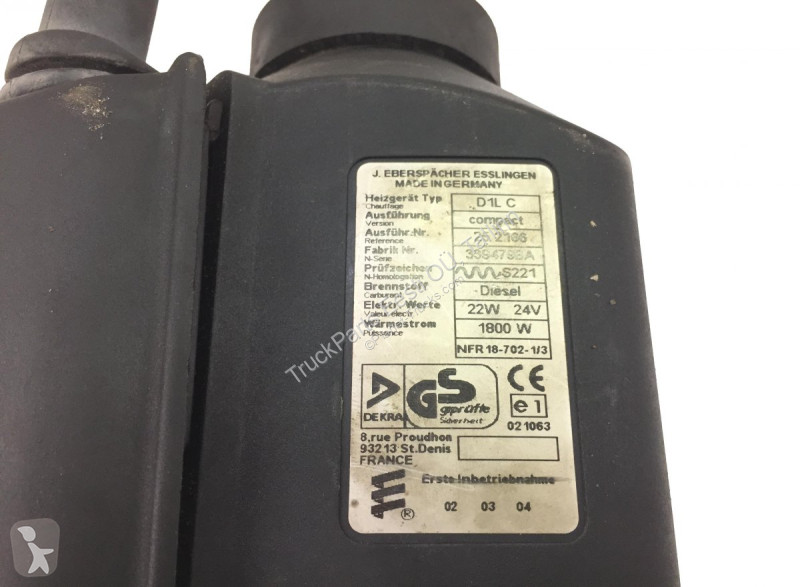 J. EBERSPÄCHER ESSLINGEN
MADE IN GERMANY
Heizgerät Typ D1L C
Chauffage
Ausführung compact
Version
Ausführ.Nr. 25 2166
Reference
Fabrik Nr.
N-Serie
Prüfzeichen S221
N-Homologation
Brennstoff Diesel
Carburant
Elektr. Werte 22W 24V
Valeur electr
Wärmestrom 1800 W
Puissance
NFR 18-702-1/3
DEKRA
GS
geprüfte
Sicherheit
CE
e1
021063
8,rue Proudhon
93213 St.Denis
FRANCE
Erste Inbetriebnahme
02 03 04
®